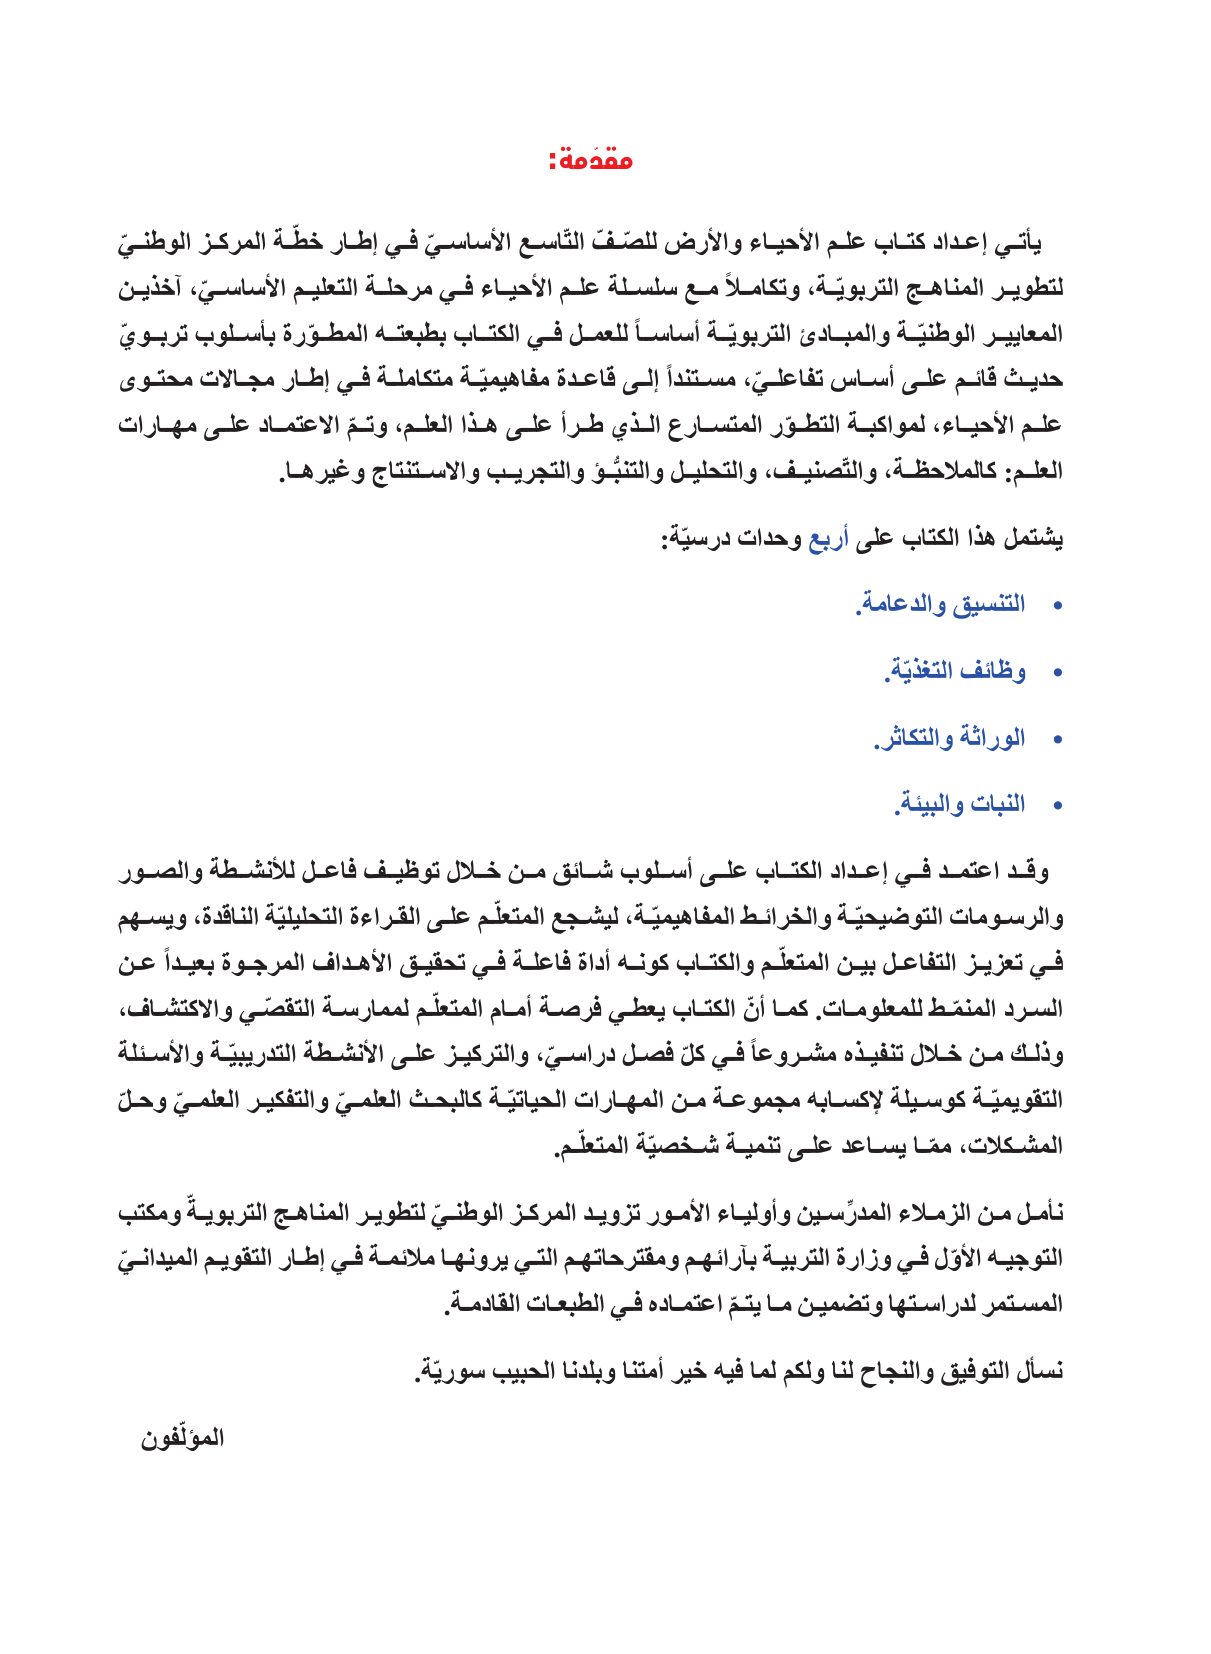 مقدّمة:
يأتي إعداد كتاب علم الأحياء والأرض للصّفّ التّاسع الأساسيّ في إطار خطّة المركز الوطنيّ
لتطوير المناهج التربويّة، وتكاملاً مع سلسلة علم الأحياء في مرحلة التعليم الأساسيّ، آخذين
المعايير الوطنيّة والمبادئ التربويّة أساساً للعمل في الكتاب بطبعته المطوّرة بأسلوب تربويّ
حديث قائم على أساس تفاعليّ، مستنداً إلى قاعدة مفاهيميّة متكاملة في إطار مجالات محتوى
علم الأحياء، لمواكبة التطوّر المتسارع الذي طرأ على هذا العلم، وتمّ الاعتماد على مهارات
العلم: كالملاحظة، والتّصنيف، والتحليل والتنبُّؤ والتجريب والاستنتاج وغيرها.
يشتمل هذا الكتاب على أربع وحدات درسيّة:
• التنسيق والدعامة.
• وظائف التغذيّة.
• الوراثة والتكاثر.
• النبات والبيئة.
وقد اعتمد في إعداد الكتاب على أسلوب شائق من خلال توظيف فاعل للأنشطة والصور
والرسومات التوضيحيّة والخرائط المفاهيميّة، ليشجع المتعلّم على القراءة التحليليّة الناقدة، ويسهم
في تعزيز التفاعل بين المتعلّم والكتاب كونه أداة فاعلة في تحقيق الأهداف المرجوة بعيداً عن
السرد المنمّط للمعلومات. كما أنّ الكتاب يعطي فرصة أمام المتعلّم لممارسة التقصّي والاكتشاف،
وذلك من خلال تنفيذه مشروعاً في كلّ فصل دراسيّ، والتركيز على الأنشطة التدريبيّة والأسئلة
التقويميّة كوسيلة لإكسابه مجموعة من المهارات الحياتيّة كالبحث العلميّ والتفكير العلميّ وحلّ
المشكلات، ممّا يساعد على تنمية شخصيّة المتعلّم.
نأمل من الزملاء المدرِّسين وأولياء الأمور تزويد المركز الوطنيّ لتطوير المناهج التربويةّ ومكتب
التوجيه الأوّل في وزارة التربية بآرائهم ومقترحاتهم التي يرونها ملائمة في إطار التقويم الميدانيّ
المستمر لدراستها وتضمين ما يتمّ اعتماده في الطبعات القادمة.
نسأل التوفيق والنجاح لنا ولكم لما فيه خير أمتنا وبلدنا الحبيب سوريّة.
المؤلّفون